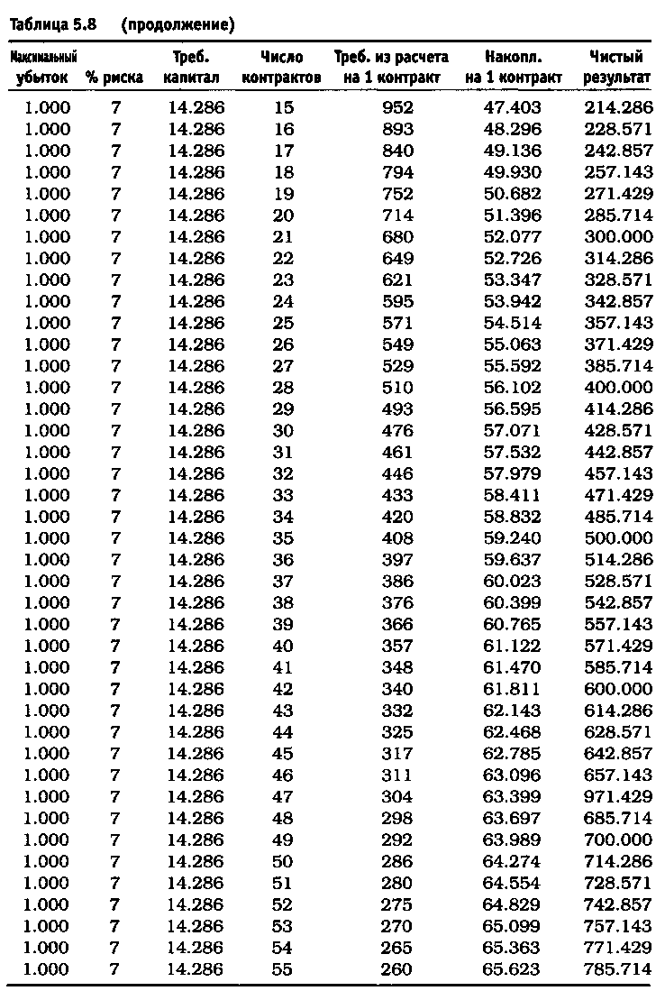 Таблица 5.8 (продолжение)
Максимальный Треб. Число Треб. из расчета Накопл. Чистый
убыток % риска капитал контрактов на 1 контракт на 1 контракт результат
1.000 7 14.286 15 952 47.403 214.286
1.000 7 14.286 16 893 48.296 228.571
1.000 7 14.286 17 840 49.136 242.857
1.000 7 14.286 18 794 49.930 257.143
1.000 7 14.286 19 752 50.682 271.429
1.000 7 14.286 20 714 51.396 285.714
1.000 7 14.286 21 680 52.077 300.000
1.000 7 14.286 22 649 52.726 314.286
1.000 7 14.286 23 621 53.347 328.571
1.000 7 14.286 24 595 53.942 342.857
1.000 7 14.286 25 571 54.514 357.143
1.000 7 14.286 26 549 55.063 371.429
1.000 7 14.286 27 529 55.592 385.714
1.000 7 14.286 28 510 56.102 400.000
1.000 7 14.286 29 493 56.595 414.286
1.000 7 14.286 30 476 57.071 428.571
1.000 7 14.286 31 461 57.532 442.857
1.000 7 14.286 32 446 57.979 457.143
1.000 7 14.286 33 433 58.411 471.429
1.000 7 14.286 34 420 58.832 485.714
1.000 7 14.286 35 408 59.240 500.000
1.000 7 14.286 36 397 59.637 514.286
1.000 7 14.286 37 386 60.023 528.571
1.000 7 14.286 38 376 60.399 542.857
1.000 7 14.286 39 366 60.765 557.143
1.000 7 14.286 40 357 61.122 571.429
1.000 7 14.286 41 348 61.470 585.714
1.000 7 14.286 42 340 61.811 600.000
1.000 7 14.286 43 332 62.143 614.286
1.000 7 14.286 44 325 62.468 628.571
1.000 7 14.286 45 317 62.785 642.857
1.000 7 14.286 46 311 63.096 657.143
1.000 7 14.286 47 304 63.399 971.429
1.000 7 14.286 48 298 63.697 685.714
1.000 7 14.286 49 292 63.989 700.000
1.000 7 14.286 50 286 64.274 714.286
1.000 7 14.286 51 280 64.554 728.571
1.000 7 14.286 52 275 64.829 742.857
1.000 7 14.286 53 270 65.099 757.143
1.000 7 14.286 54 265 65.363 771.429
1.000 7 14.286 55 260 65.623 785.714